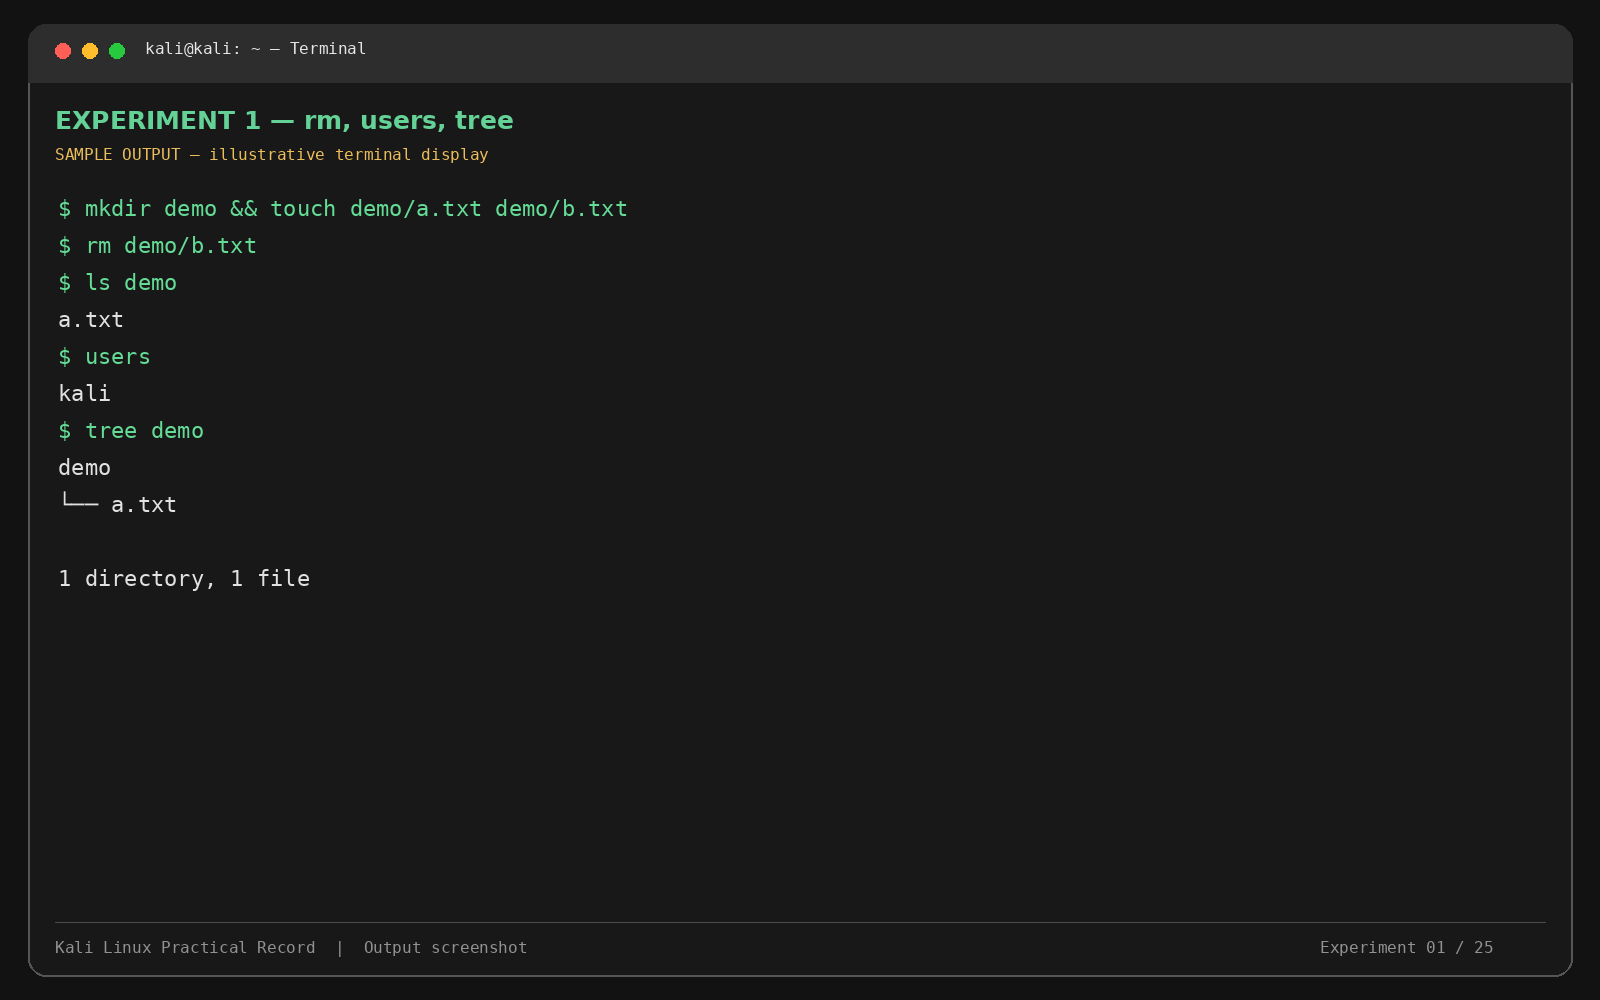 kali@kali: ~ — Terminal
EXPERIMENT 1 — rm, users, tree
SAMPLE OUTPUT — illustrative terminal display
$ mkdir demo && touch demo/a.txt demo/b.txt
$ rm demo/b.txt
$ ls demo
a.txt
$ users
kali
$ tree demo
demo
└── a.txt
1 directory, 1 file
Kali Linux Practical Record | Output screenshot
Experiment 01 / 25